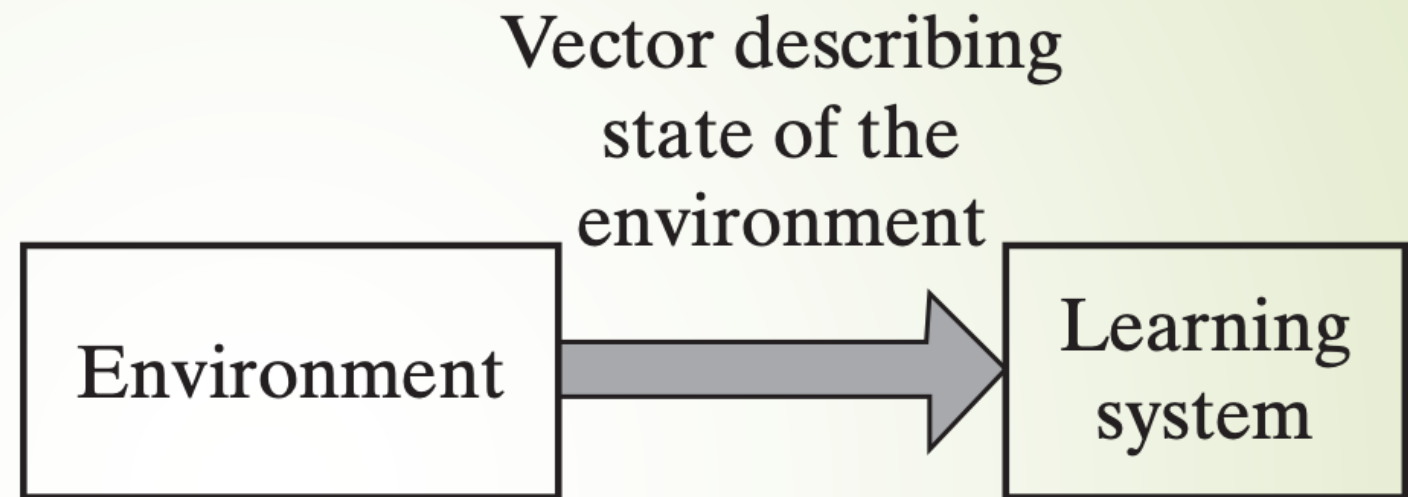 Vector describing
state of the
environment
Environment
Learning
system